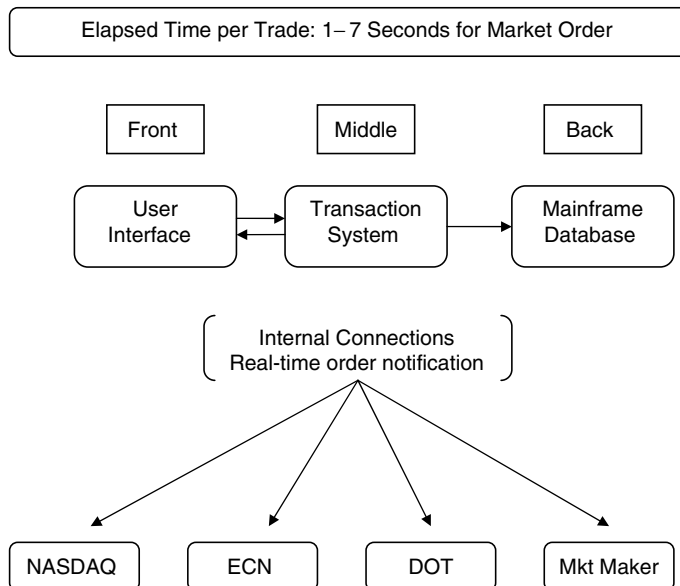 Elapsed Time per Trade: 1–7 Seconds for Market Order
Front
Middle
Back
User
Interface
Transaction
System
Mainframe
Database
Internal Connections
Real-time order notification
NASDAQ
ECN
DOT
Mkt Maker